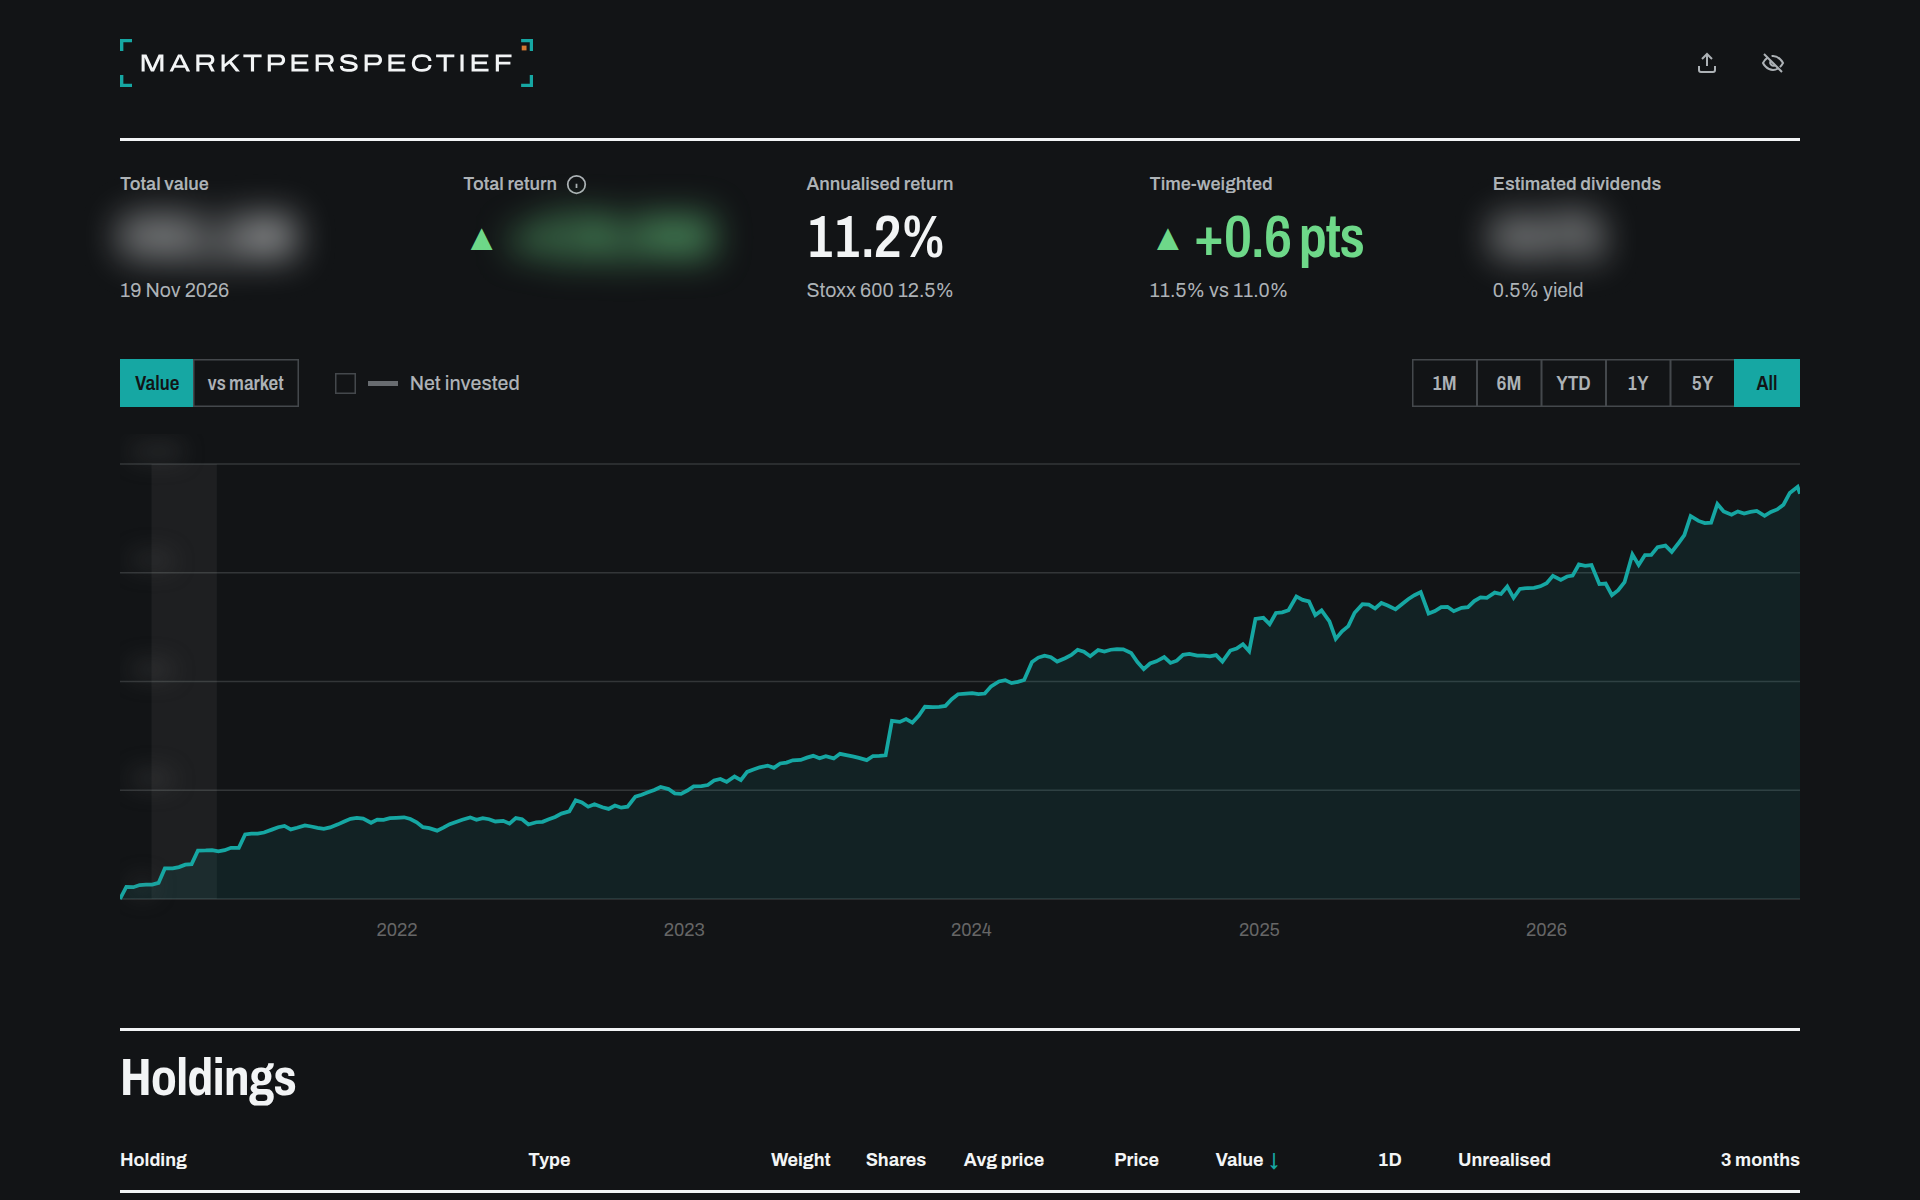 MARKTPERSPECTIEF
Total value
19 Nov 2026
Total return
▲
Annualised return
11.2%
Stoxx 600 12.5%
Time-weighted
▲ +0.6 pts
11.5% vs 11.0%
Estimated dividends
0.5% yield
Value vs market Net invested
1M 6M YTD 1Y 5Y All
2022 2023 2024 2025 2026
Holdings
Holding Type Weight Shares Avg price Price Value ↓ 1D Unrealised 3 months